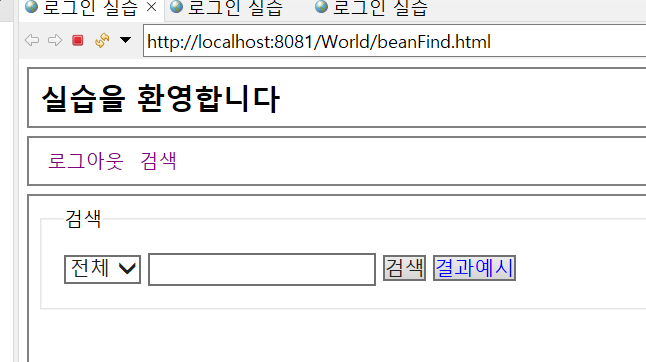 로그인 실습 로그인 실습 로그인 실습
http://localhost:8081/World/beanFind.html
실습을 환영합니다
로그아웃 검색
검색
전체 검색 결과예시